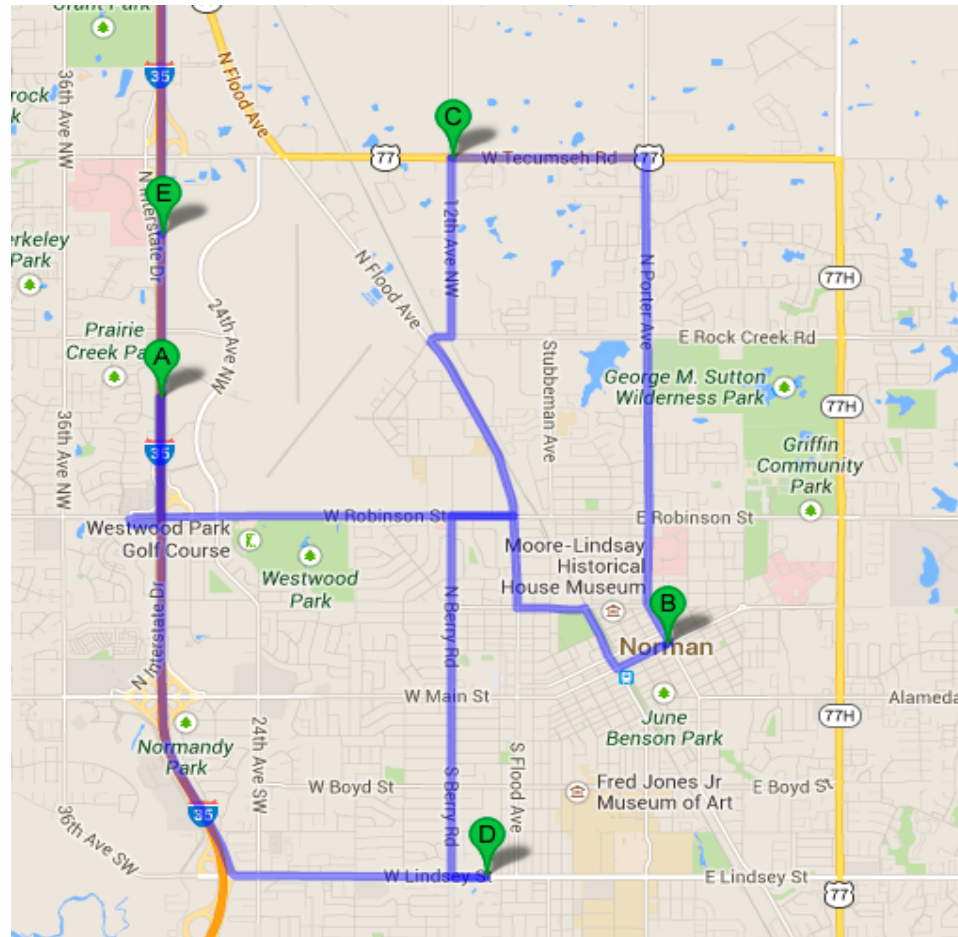 Grant Park
36th Ave NW
rock
k
35
N Flood Ave
C
77
W Tecumseh Rd
77
E
N Interstate Dr
erkeley
Park
12th Ave NW
N Flood Ave
N Porter Ave
77H
24th Ave NW
Prairie
Creek Pa
A
E Rock Creek Rd
Stubbeman Ave
George M. Sutton
Wilderness Park
77H
36th Ave NW
35
Griffin
Community
Park
W Robinson St
E Robinson St
Westwood Park
Golf Course
Westwood
Park
Moore-Lindsay
Historical
House Museum
N Interstate Dr
N Berry Rd
B
Norman
W Main St
Alameda
77H
June
Benson Park
Normandy
Park
24th Ave SW
S Flood Ave
W Boyd St
S Berry Rd
Fred Jones Jr
Museum of Art
E Boyd St
35
36th Ave SW
D
W Lindsey St
E Lindsey St
77